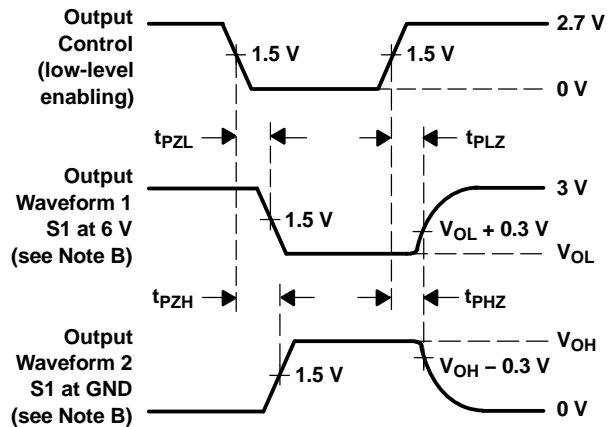 Output
Control
(low-level
enabling)
1.5 V
1.5 V
2.7 V
0 V
tPZL
tPLZ
Output
Waveform 1
S1 at 6 V
(see Note B)
1.5 V
3 V
VOL + 0.3 V
VOL
tPZH
tPHZ
Output
Waveform 2
S1 at GND
(see Note B)
1.5 V
VOH
VOH – 0.3 V
0 V